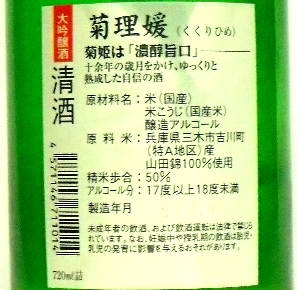 大吟醸酒
清酒
菊理媛(くくりひめ)
菊姫は「濃醇旨口」
十余年の歳月をかけ、ゆっくりと
熟成した自信の酒
原材料名:米(国産)
米こうじ(国産米)
醸造アルコール
原料米:兵庫県三木市吉川町
(特A地区)産
山田錦100%使用
精米歩合:50%
アルコール分:17度以上18度未満
製造年月
未成年者の飲酒、および飲酒運転は法律で禁じら
れています。なお、妊娠中や授乳期の飲酒は胎児・
乳児の発育に影響を与えるおそれがあります。
720mℓ詰